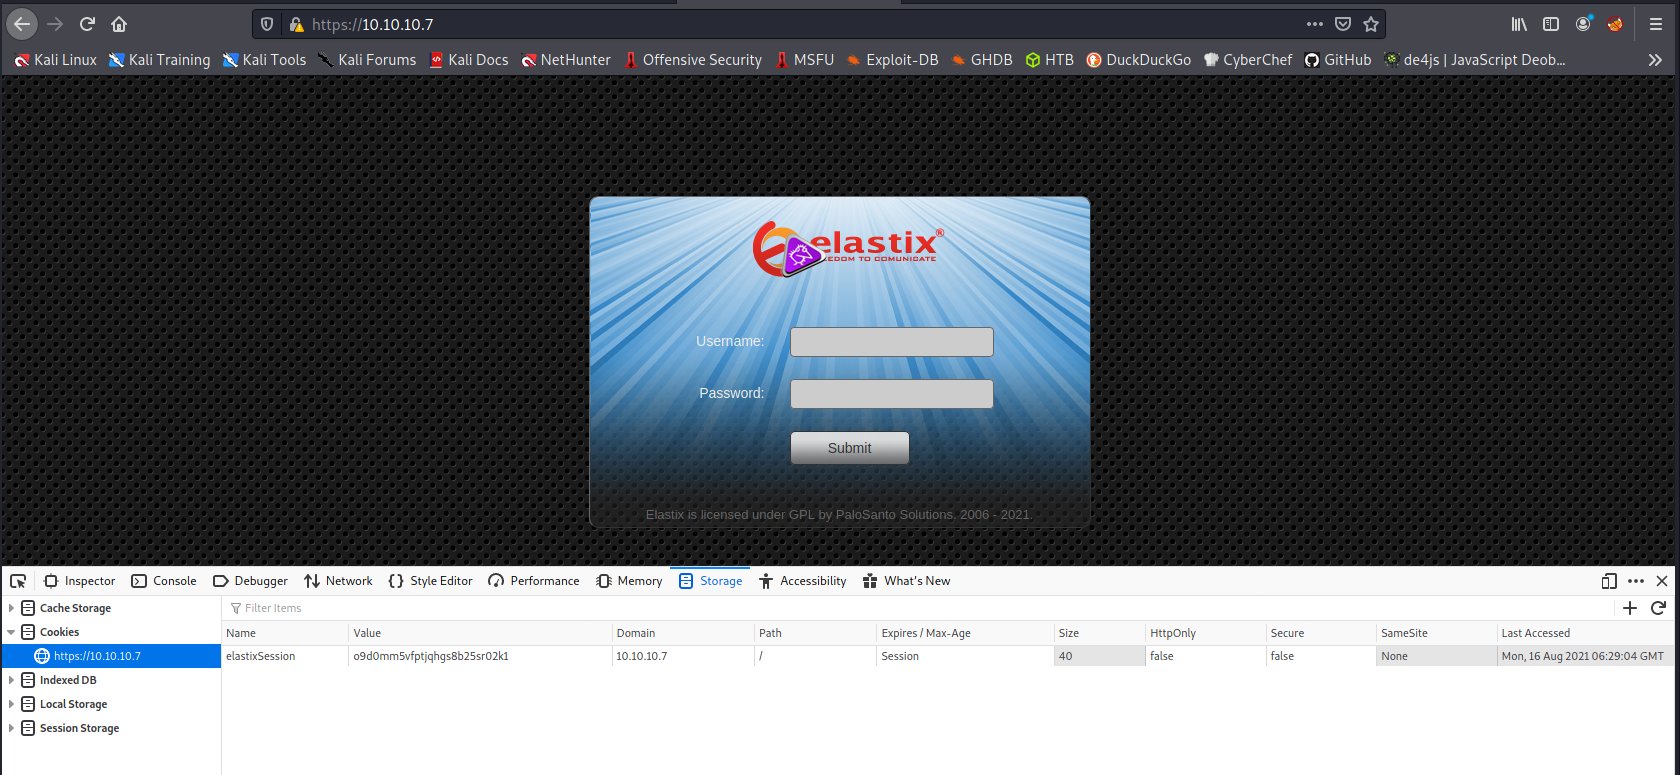 https://10.10.10.7
Kali Linux Kali Training Kali Tools Kali Forums Kali Docs NetHunter Offensive Security MSFU Exploit-DB GHDB HTB DuckDuckGo CyberChef GitHub de4js | JavaScript Deob...
elastix®
EDOM TO COMUNICATE
Username:
Password:
Submit
Elastix is licensed under GPL by PaloSanto Solutions. 2006 - 2021.
Inspector Console Debugger Network Style Editor Performance Memory Storage Accessibility What's New
Cache Storage Filter Items
Cookies Name Value Domain Path Expires / Max-Age Size HttpOnly Secure SameSite Last Accessed
https://10.10.10.7 elastixSession o9d0mm5vfptjqhgs8b25sr02k1 10.10.10.7 / Session 40 false false None Mon, 16 Aug 2021 06:29:04 GMT
Indexed DB
Local Storage
Session Storage